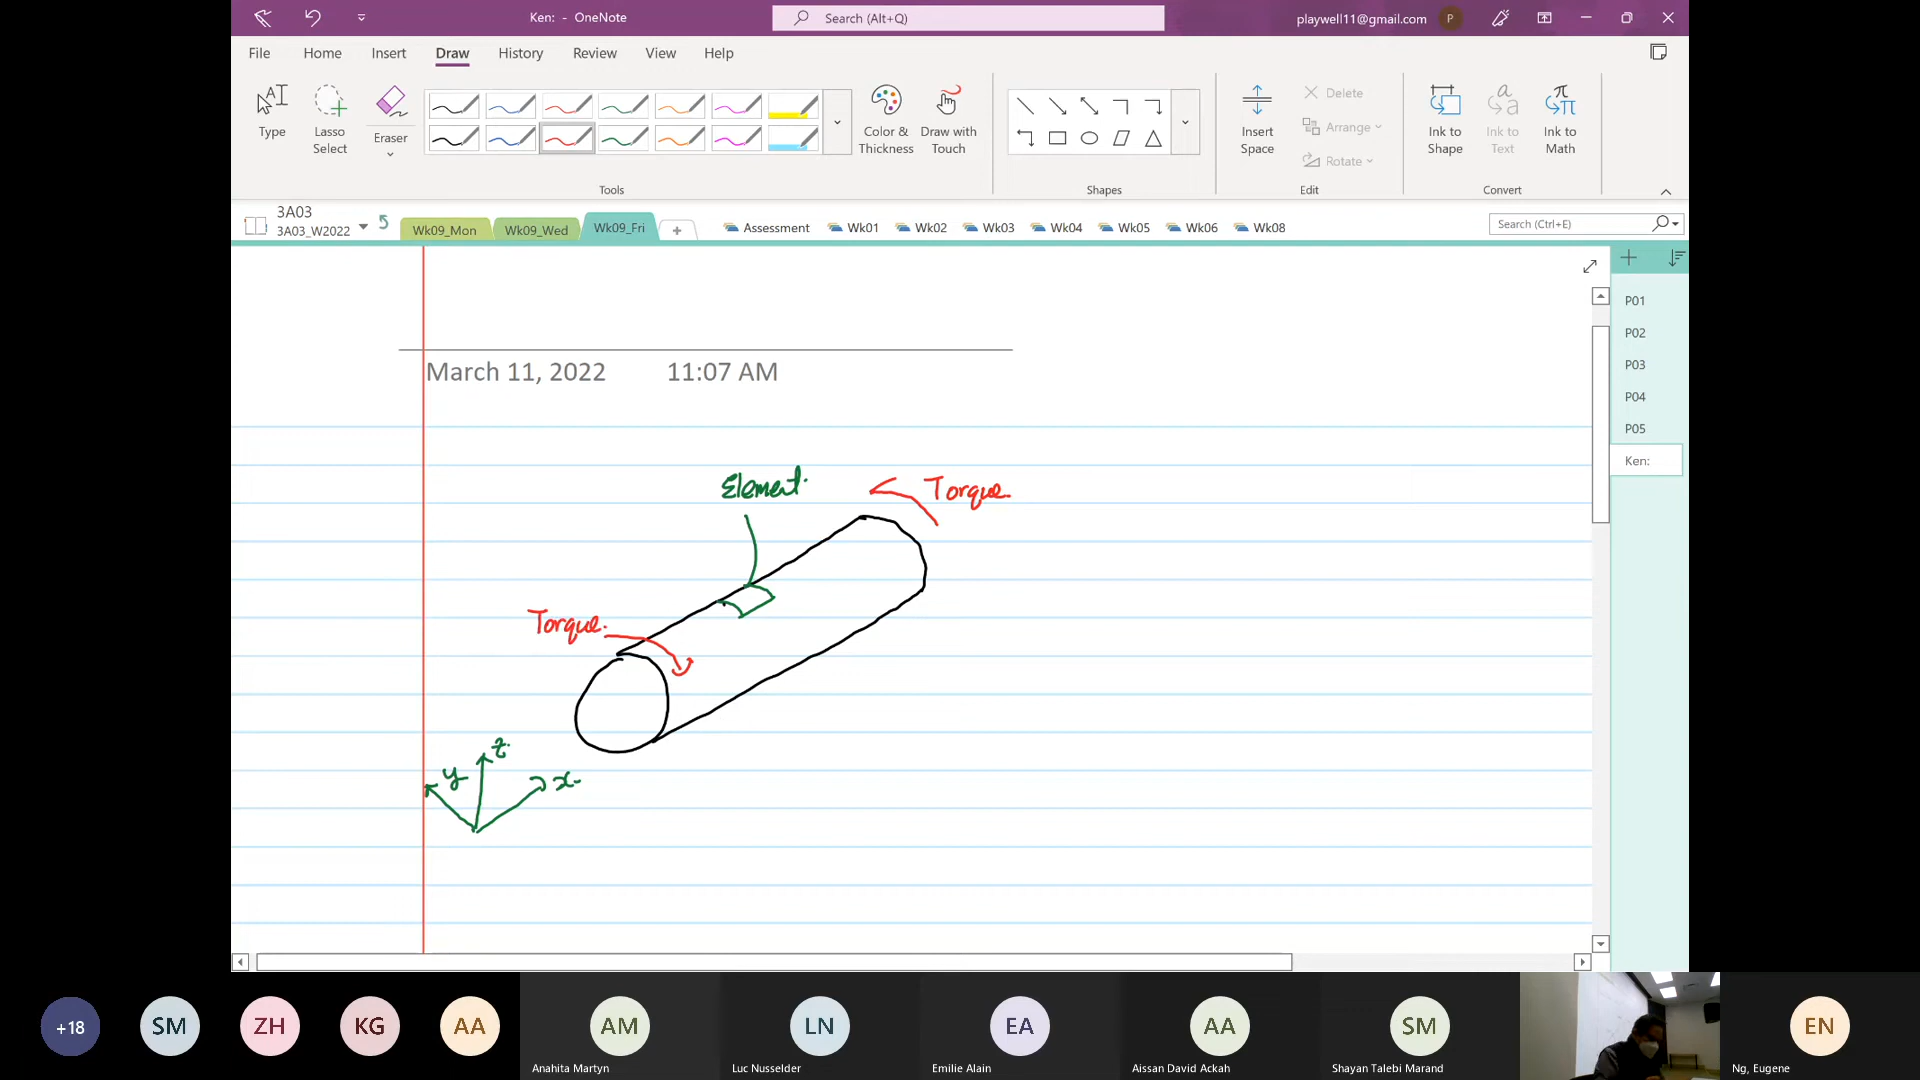 Ken: - OneNote
Search (Alt+Q)
playwell11@gmail.com
P
File Home Insert Draw History Review View Help
Type
Lasso Select
Eraser
Color & Thickness
Draw with Touch
Insert Space
Delete
Arrange
Rotate
Ink to Shape
Ink to Text
Ink to Math
Tools
Shapes
Edit
Convert
3A03
3A03_W2022
Wk09_Mon
Wk09_Wed
Wk09_Fri
Assessment
Wk01
Wk02
Wk03
Wk04
Wk05
Wk06
Wk08
Search (Ctrl+E)
P01
P02
P03
P04
P05
Ken:
March 11, 2022 11:07 AM
Element
Torque
Torque
z
y
x
+18
SM
ZH
KG
AA
AM
Anahita Martyn
LN
Luc Nusselder
EA
Emilie Alain
AA
Aissan David Ackah
SM
Shayan Talebi Marand
EN
Ng, Eugene